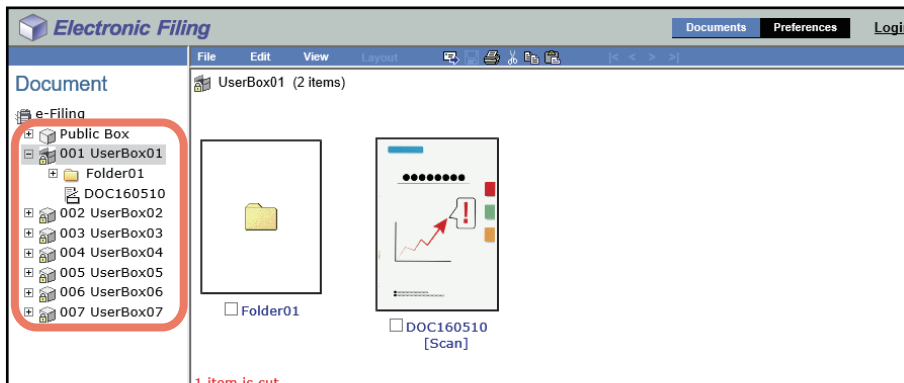 Electronic Filing
Documents Preferences
File Edit View Layout |< < > >|
Document
e-Filing
Public Box
001 UserBox01
Folder01
DOC160510
002 UserBox02
003 UserBox03
004 UserBox04
005 UserBox05
006 UserBox06
007 UserBox07
UserBox01 (2 items)
!
Folder01
DOC160510
[Scan]
1 item is cut